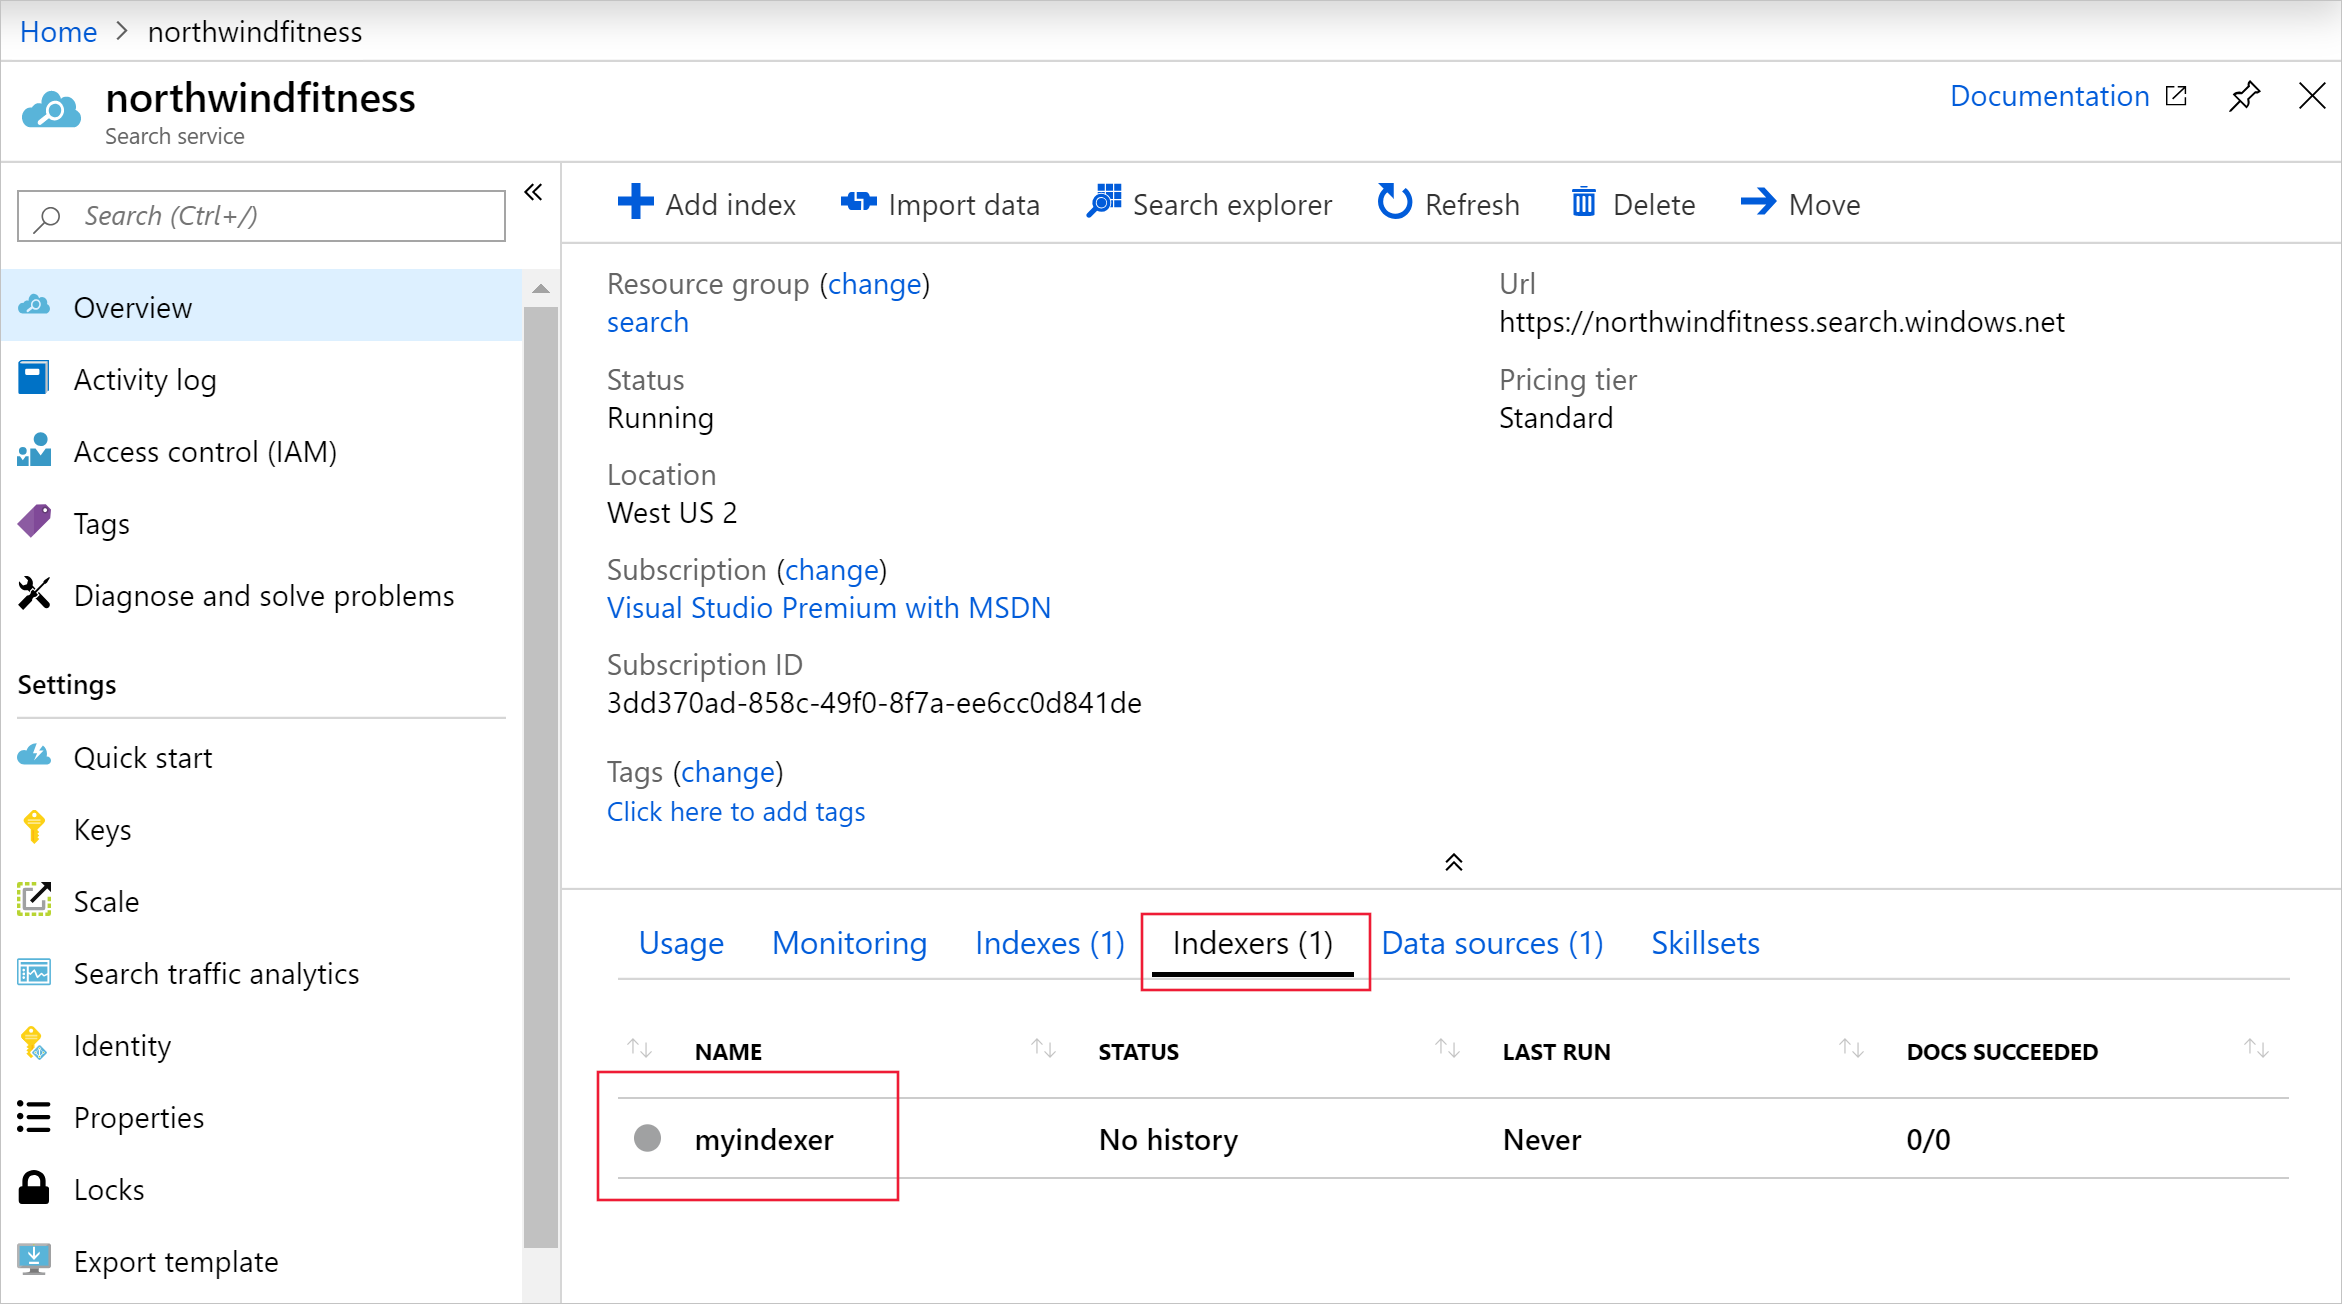 Home > northwindfitness
northwindfitness
Search service
Documentation
Search (Ctrl+/)
«
Overview
Activity log
Access control (IAM)
Tags
Diagnose and solve problems
Settings
Quick start
Keys
Scale
Search traffic analytics
Identity
Properties
Locks
Export template
Add index Import data Search explorer Refresh Delete Move
Resource group (change)
search
Status
Running
Location
West US 2
Subscription (change)
Visual Studio Premium with MSDN
Subscription ID
3dd370ad-858c-49f0-8f7a-ee6cc0d841de
Tags (change)
Click here to add tags
Url
https://northwindfitness.search.windows.net
Pricing tier
Standard
Usage Monitoring Indexes (1) Indexers (1) Data sources (1) Skillsets
NAME STATUS LAST RUN DOCS SUCCEEDED
myindexer No history Never 0/0